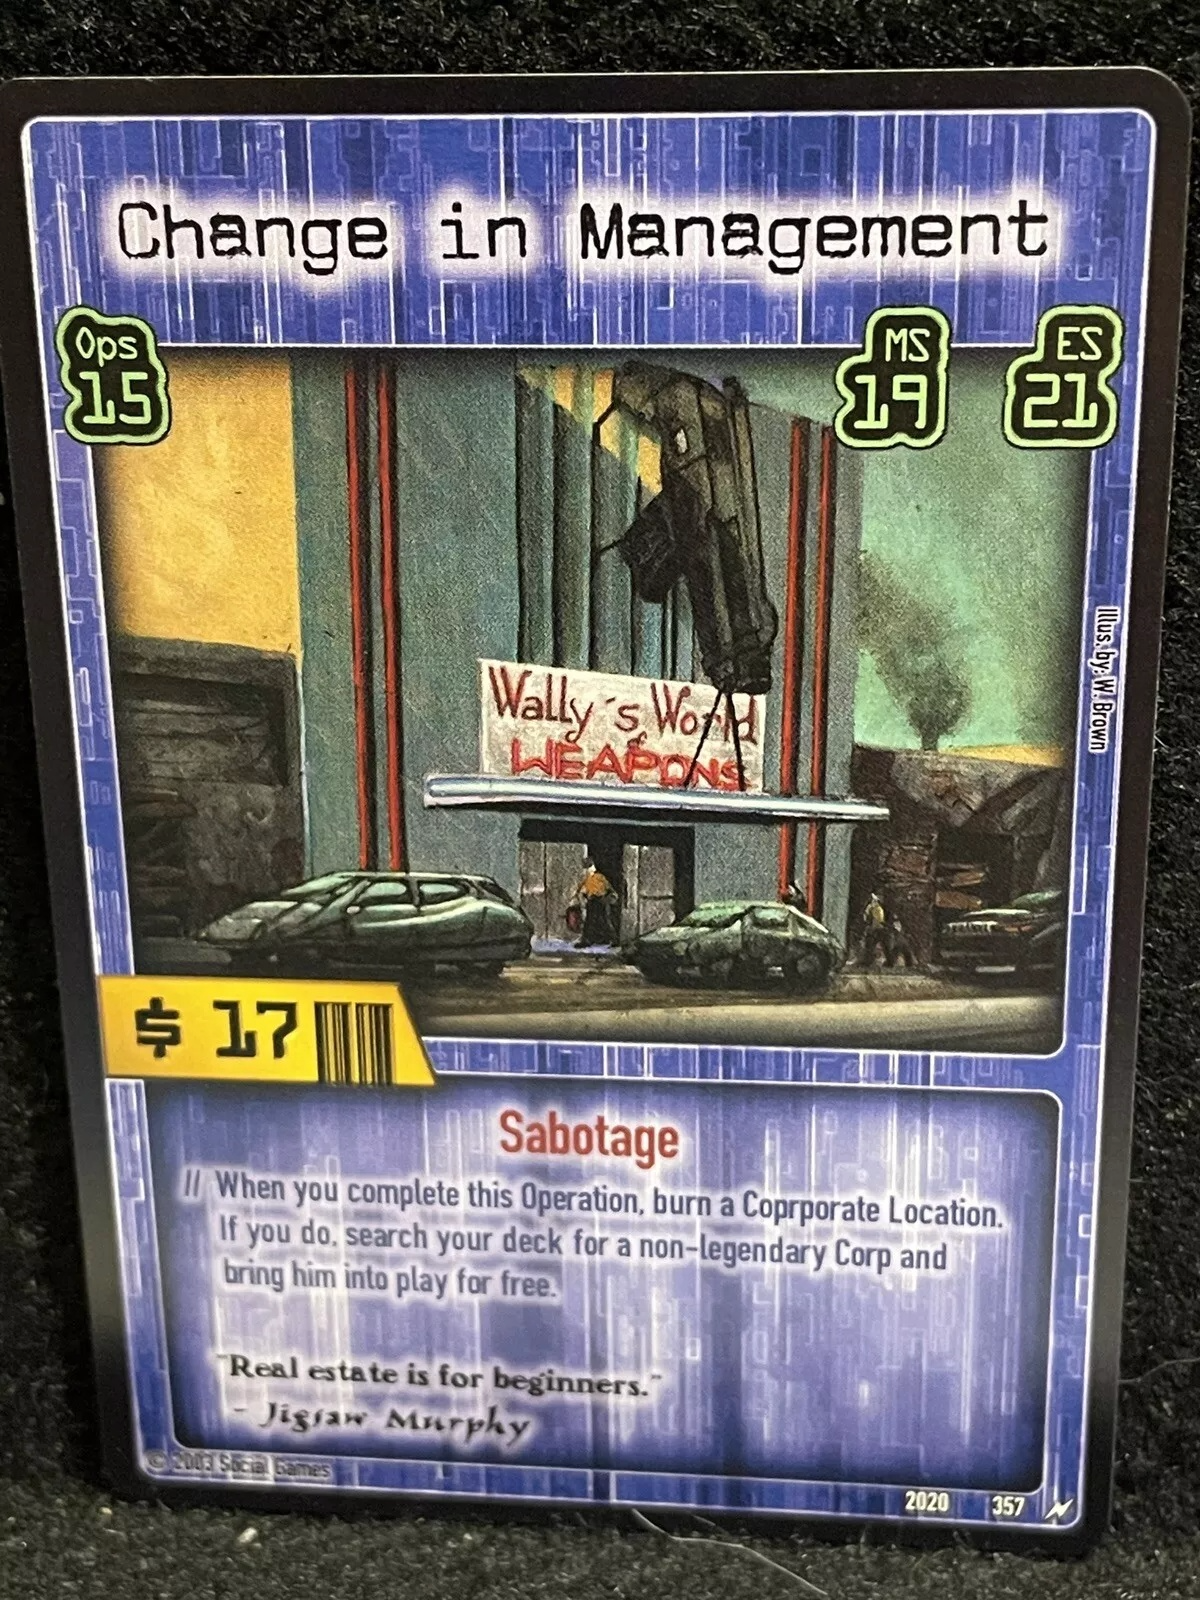 Change in Management
Ops
15
MS
19
ES
21
Illus. by: W. Brown
Wally's World
of
WEAPONS
$ 17
Sabotage
// When you complete this Operation, burn a Coprporate Location.
If you do, search your deck for a non-legendary Corp and
bring him into play for free.
"Real estate is for beginners."
- Jigsaw Murphy
© 2003 Social Games
2020 357